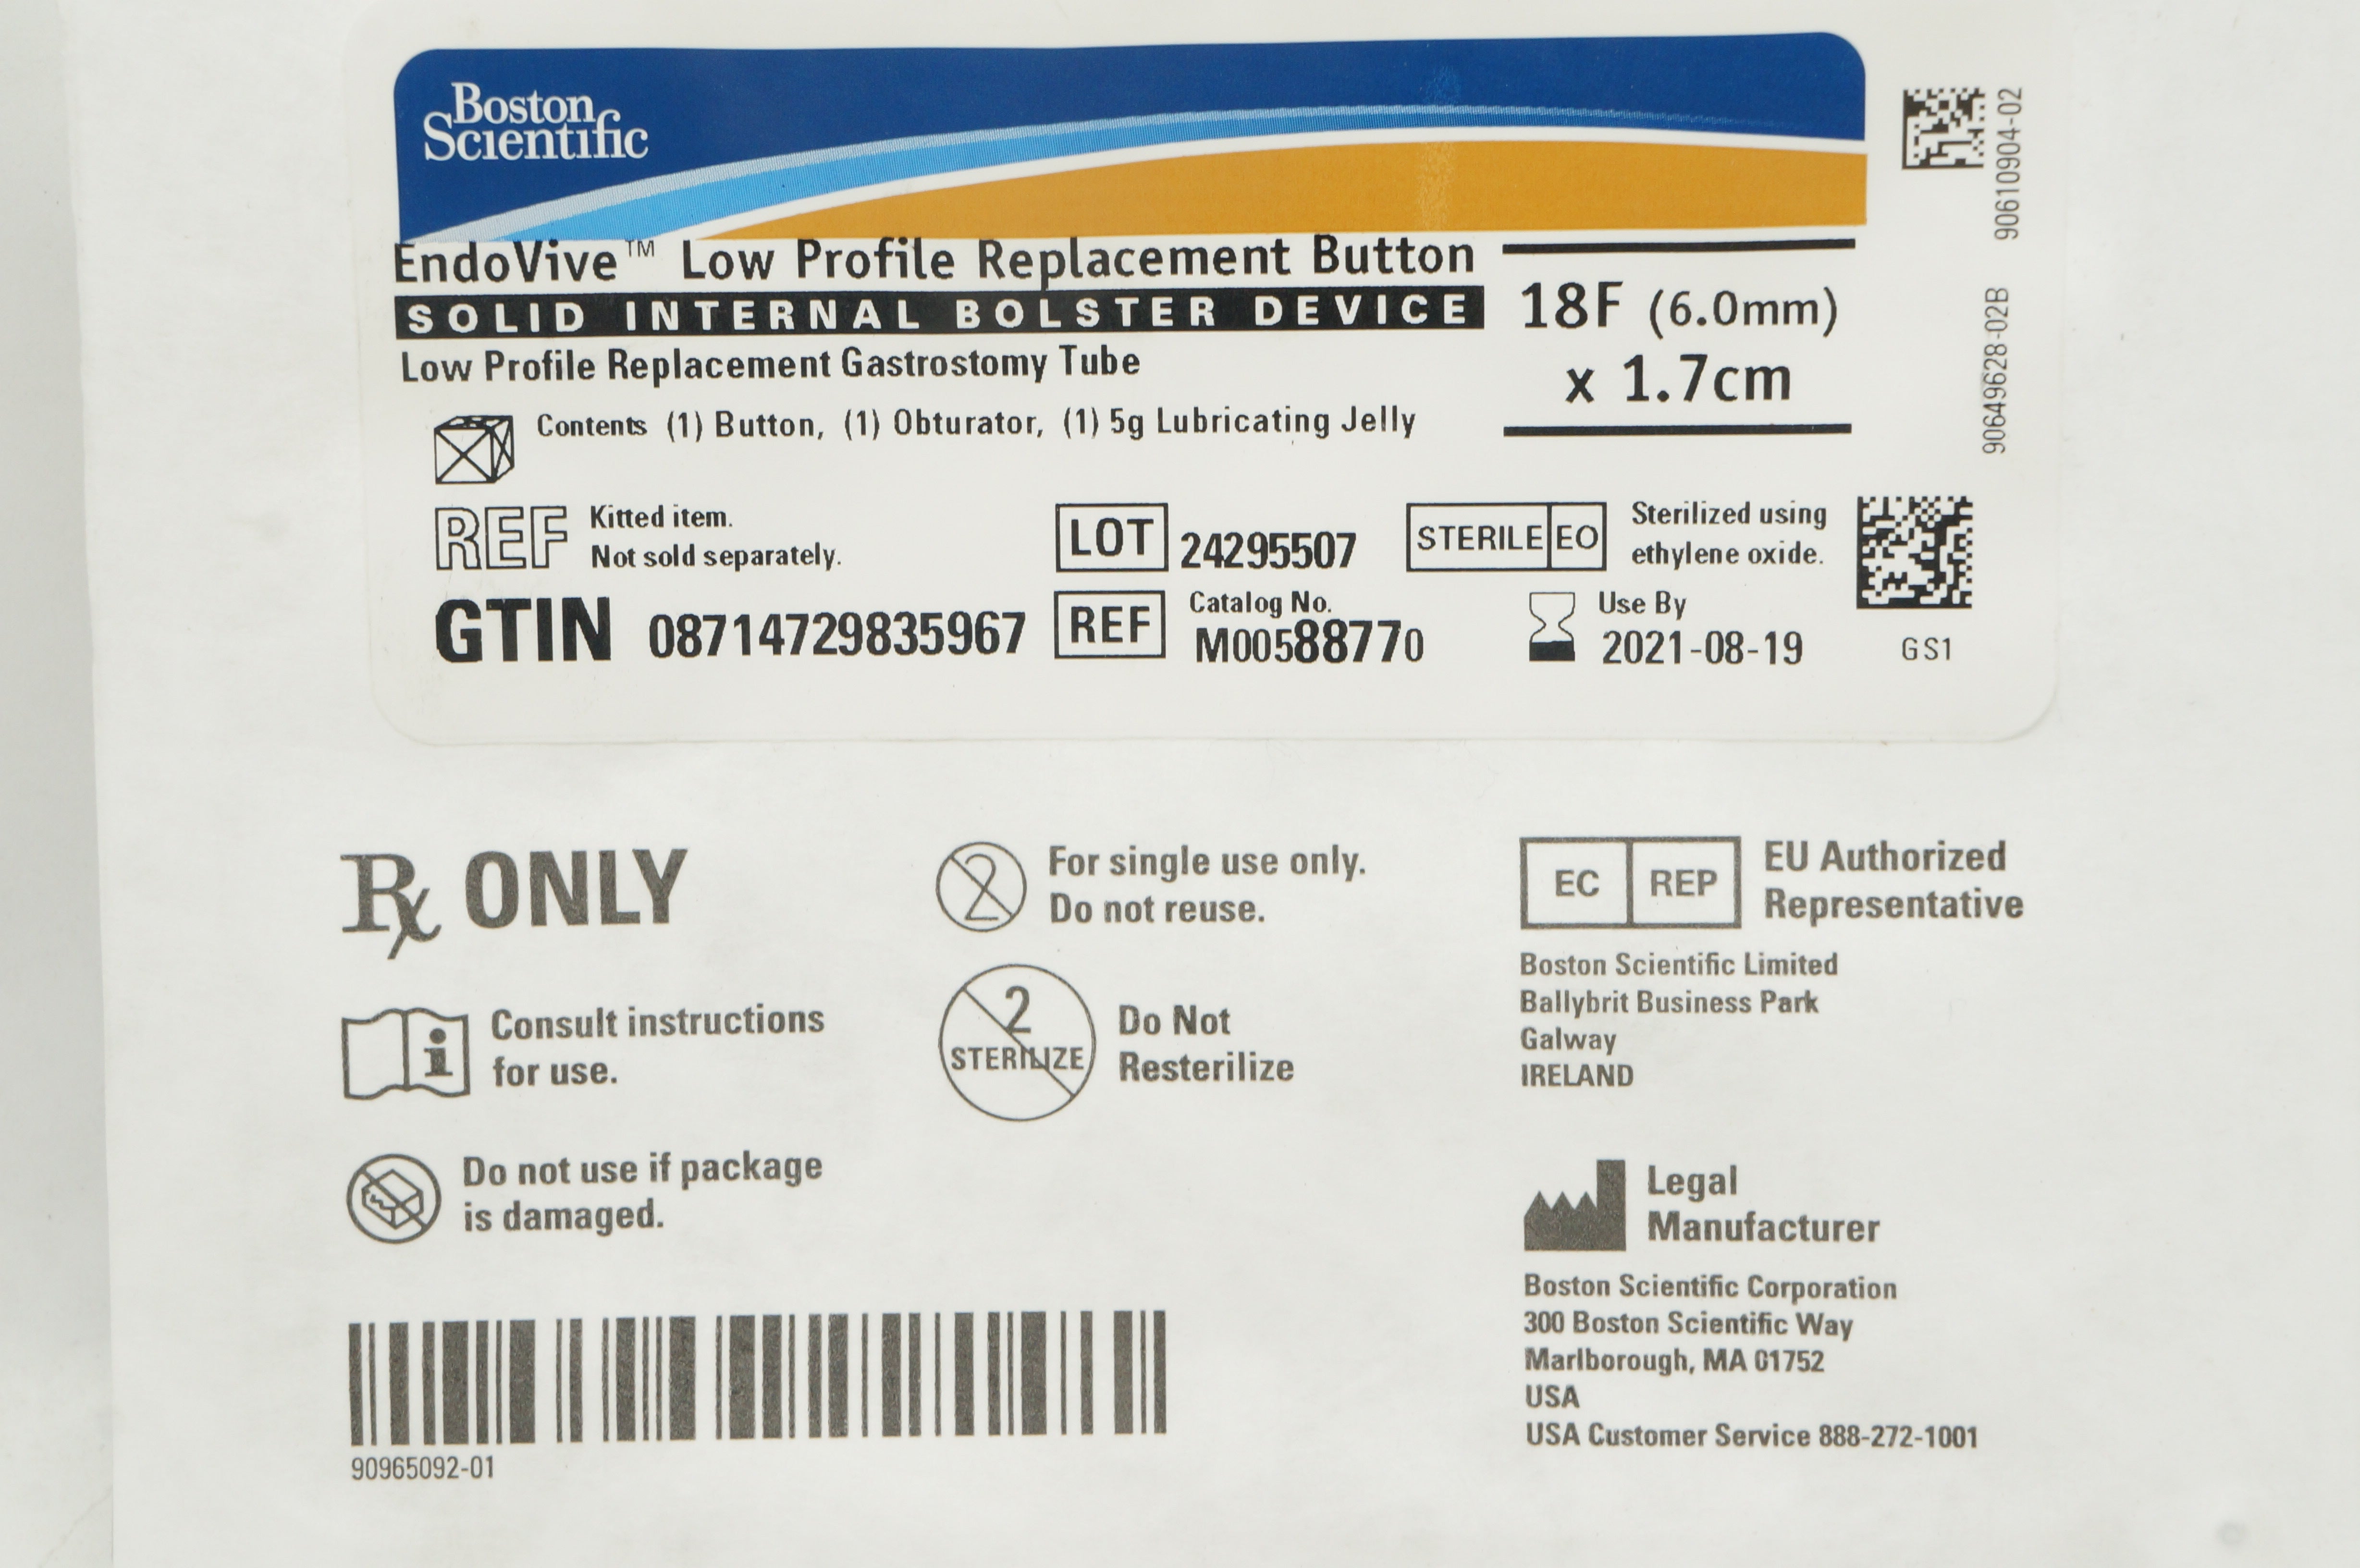 Boston
Scientific
EndoVive™ Low Profile Replacement Button
SOLID INTERNAL BOLSTER DEVICE
Low Profile Replacement Gastrostomy Tube
18F (6.0mm)
x 1.7cm
Contents (1) Button, (1) Obturator, (1) 5g Lubricating Jelly
REF Kitted item.
Not sold separately.
LOT 24295507
STERILE EO Sterilized using
ethylene oxide.
GTIN 08714729835967
REF Catalog No.
M00588770
Use By
2021-08-19
GS1
90610904-02
90649628-02B
Rx ONLY
Consult instructions
for use.
Do not use if package
is damaged.
2 For single use only.
Do not reuse.
2
STERILIZE
Do Not
Resterilize
EC REP EU Authorized
Representative
Boston Scientific Limited
Ballybrit Business Park
Galway
IRELAND
Legal
Manufacturer
Boston Scientific Corporation
300 Boston Scientific Way
Marlborough, MA 01752
USA
USA Customer Service 888-272-1001
90965092-01